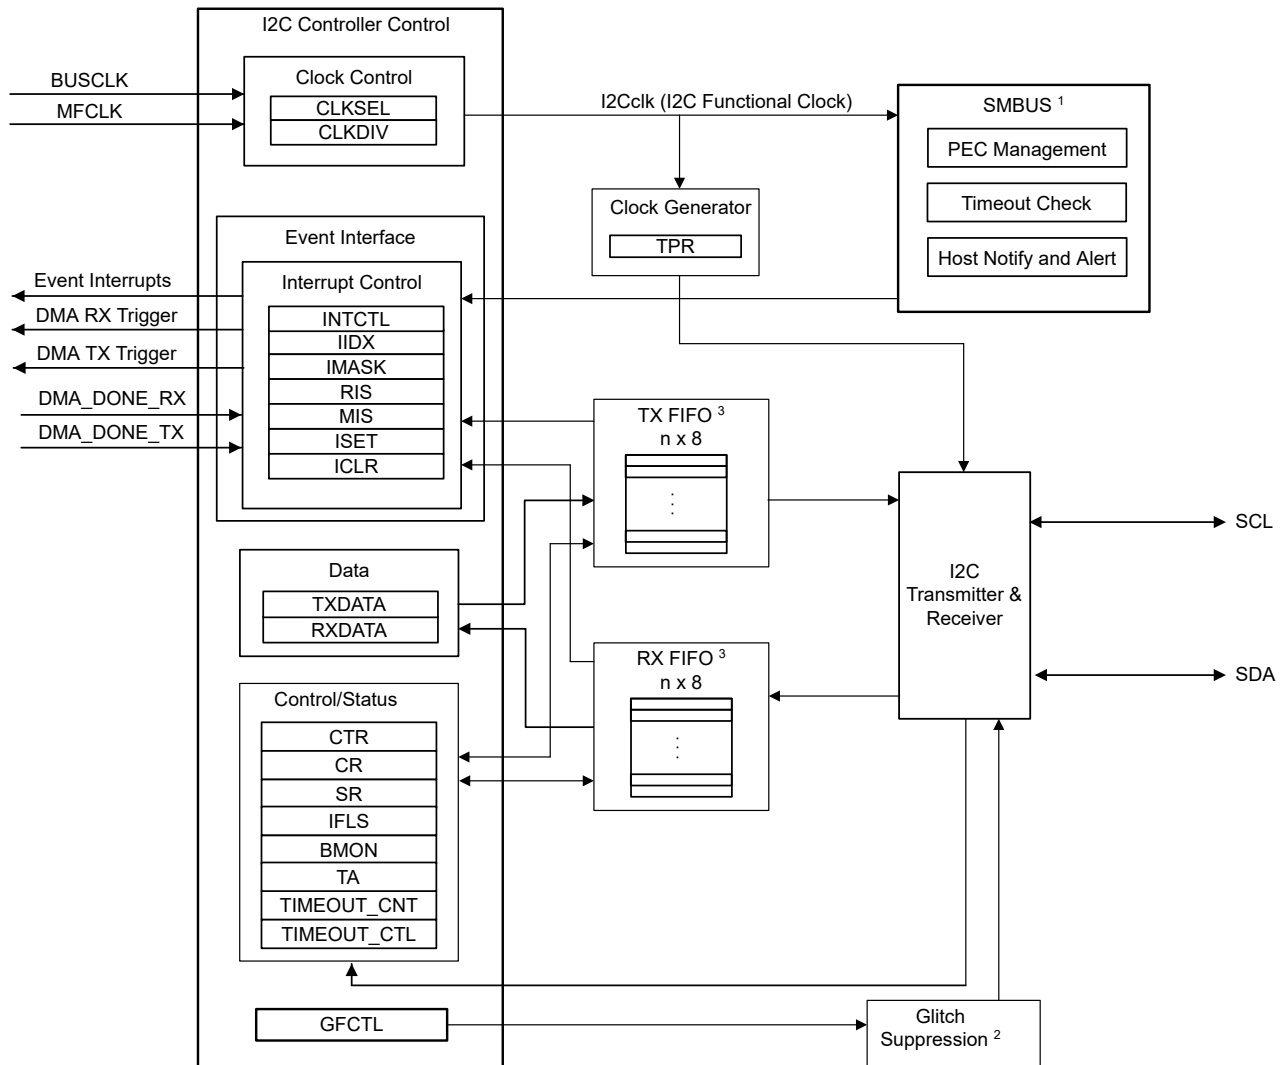 I2C Controller Control
BUSCLK
MFCLK
Clock Control
CLKSEL
CLKDIV
I2Cclk (I2C Functional Clock)
SMBUS 1
PEC Management
Timeout Check
Host Notify and Alert
Clock Generator
TPR
Event Interface
Interrupt Control
INTCTL
IIDX
IMASK
RIS
MIS
ISET
ICLR
Event Interrupts
DMA RX Trigger
DMA TX Trigger
DMA_DONE_RX
DMA_DONE_TX
TX FIFO 3
n x 8
Data
TXDATA
RXDATA
RX FIFO 3
n x 8
I2C
Transmitter &
Receiver
SCL
SDA
Control/Status
CTR
CR
SR
IFLS
BMON
TA
TIMEOUT_CNT
TIMEOUT_CTL
GFCTL
Glitch
Suppression 2